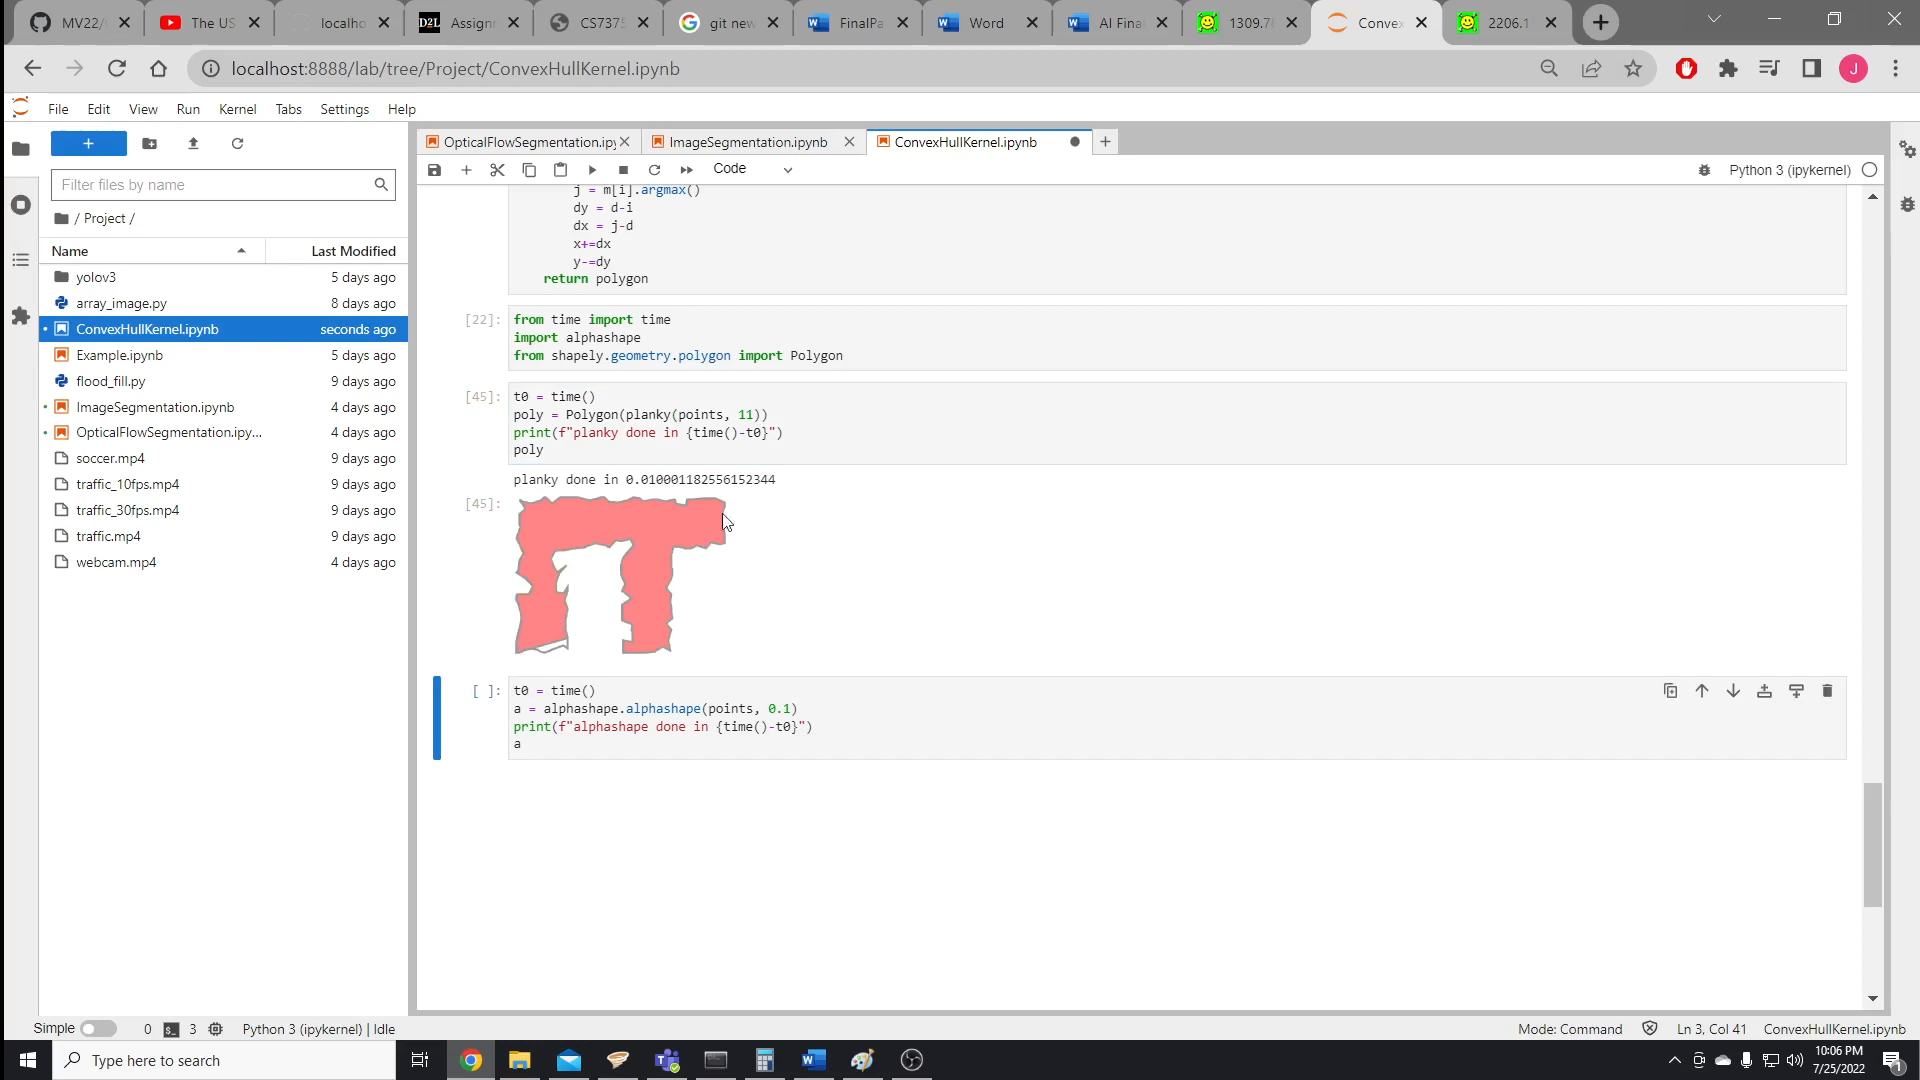 MV22/
The US
localho
D2L
Assignr
CS7375
git new
FinalPa
Word
AI Fina
1309.78
Convex
2206.1
localhost:8888/lab/tree/Project/ConvexHullKernel.ipynb
J
File Edit View Run Kernel Tabs Settings Help
Filter files by name
/ Project /
Name Last Modified
yolov3 5 days ago
array_image.py 8 days ago
ConvexHullKernel.ipynb seconds ago
Example.ipynb 5 days ago
flood_fill.py 9 days ago
ImageSegmentation.ipynb 4 days ago
OpticalFlowSegmentation.ipy... 4 days ago
soccer.mp4 9 days ago
traffic_10fps.mp4 9 days ago
traffic_30fps.mp4 9 days ago
traffic.mp4 9 days ago
webcam.mp4 4 days ago
OpticalFlowSegmentation.ipy
ImageSegmentation.ipynb
ConvexHullKernel.ipynb
Code
Python 3 (ipykernel)
j = m[i].argmax()
dy = d-i
dx = j-d
x+=dx
y-=dy
return polygon
[22]: from time import time
import alphashape
from shapely.geometry.polygon import Polygon
[45]: t0 = time()
poly = Polygon(planky(points, 11))
print(f"planky done in {time()-t0}")
poly
planky done in 0.010001182556152344
[45]:
[ ]: t0 = time()
a = alphashape.alphashape(points, 0.1)
print(f"alphashape done in {time()-t0}")
a
Simple 0 3 Python 3 (ipykernel) | Idle
Mode: Command Ln 3, Col 41 ConvexHullKernel.ipynb
Type here to search
10:06 PM
7/25/2022
1